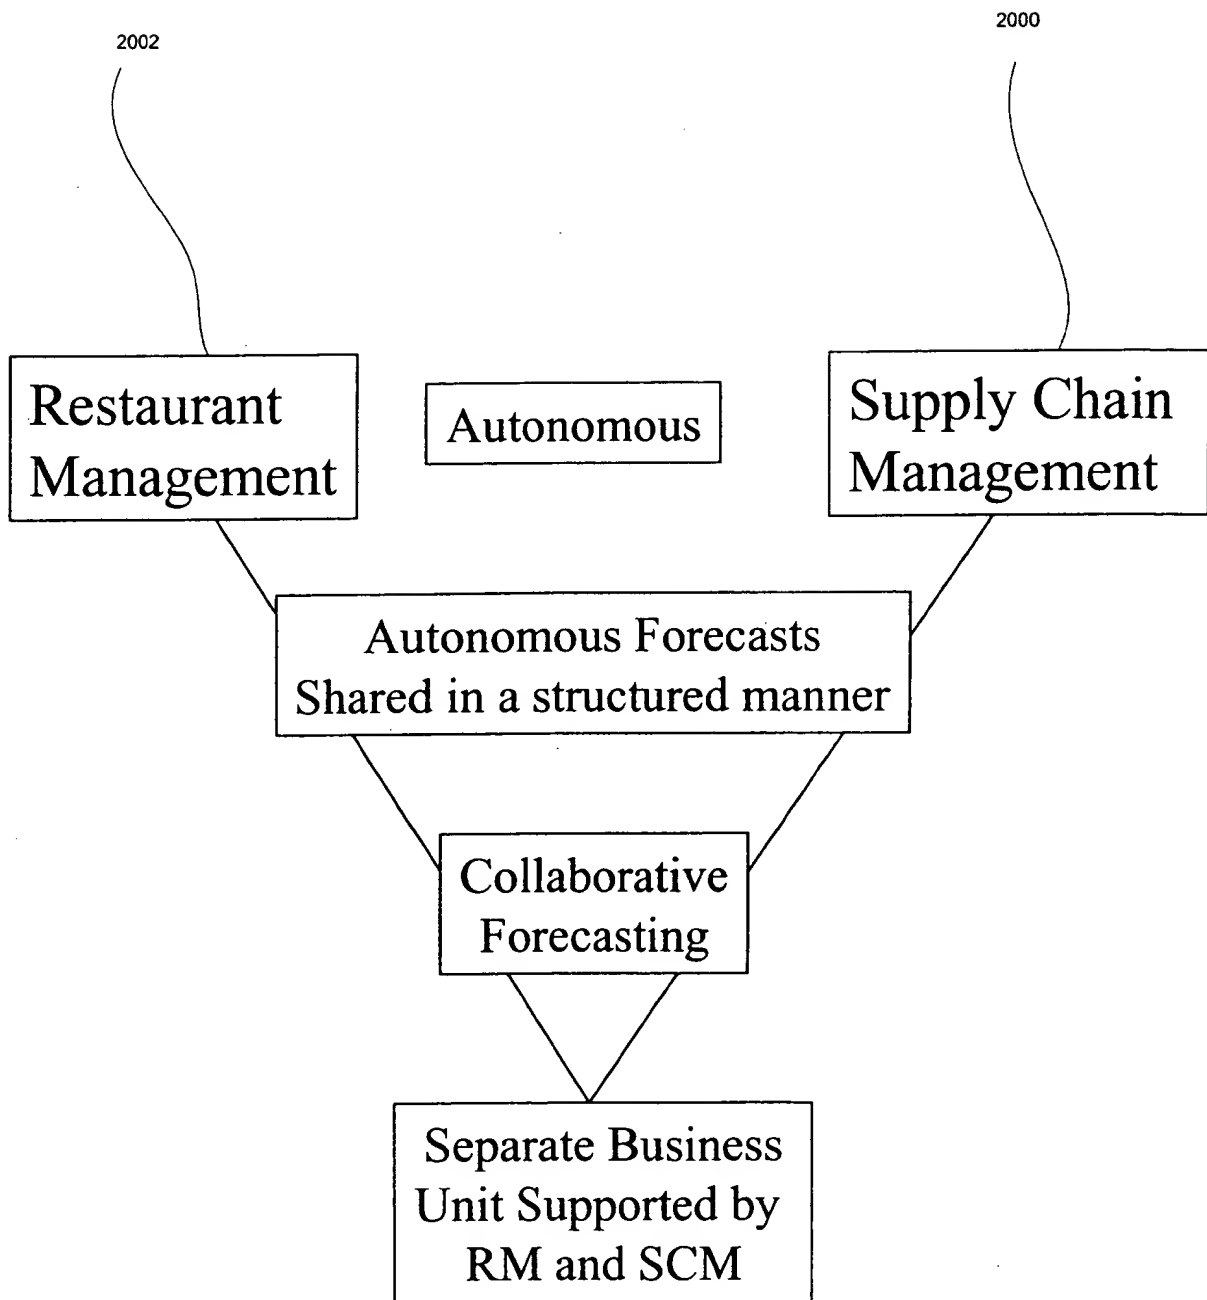 2002
2000
Restaurant
Management
Autonomous
Supply Chain
Management
Autonomous Forecasts
Shared in a structured manner
Collaborative
Forecasting
Separate Business
Unit Supported by
RM and SCM